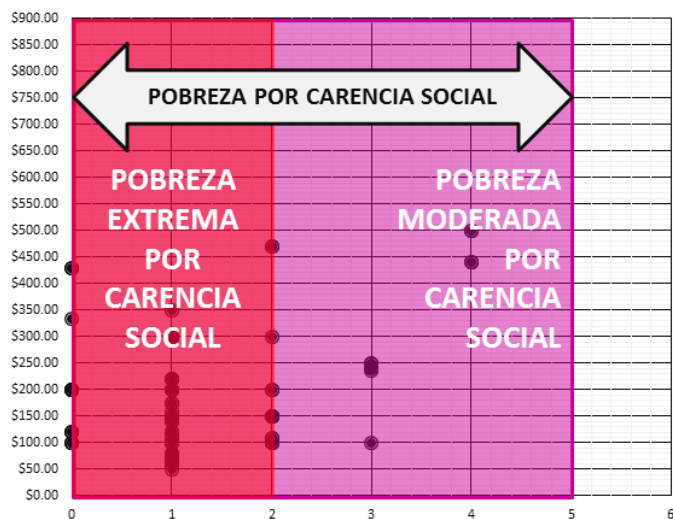 $900.00
$850.00
$800.00
$750.00
$700.00
$650.00
$600.00
$550.00
$500.00
$450.00
$400.00
$350.00
$300.00
$250.00
$200.00
$150.00
$100.00
$50.00
$0.00
POBREZA POR CARENCIA SOCIAL
POBREZA
EXTREMA
POR
CARENCIA
SOCIAL
POBREZA
MODERADA
POR
CARENCIA
SOCIAL
0 1 2 3 4 5 6